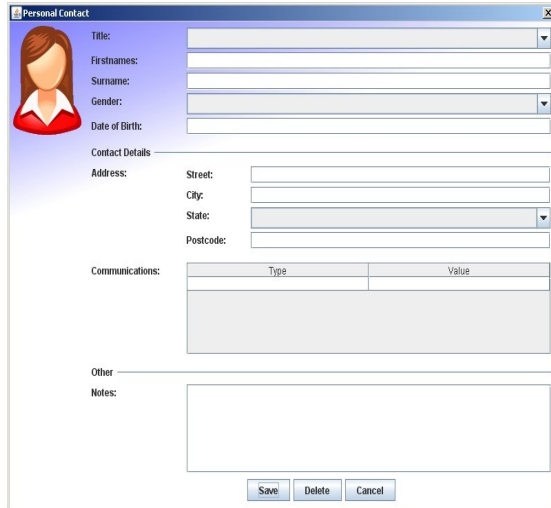 Personal Contact
Title:
Firstnames:
Surname:
Gender:
Date of Birth:
Contact Details
Address: Street:
City:
State:
Postcode:
Communications: Type Value
Other
Notes:
Save Delete Cancel